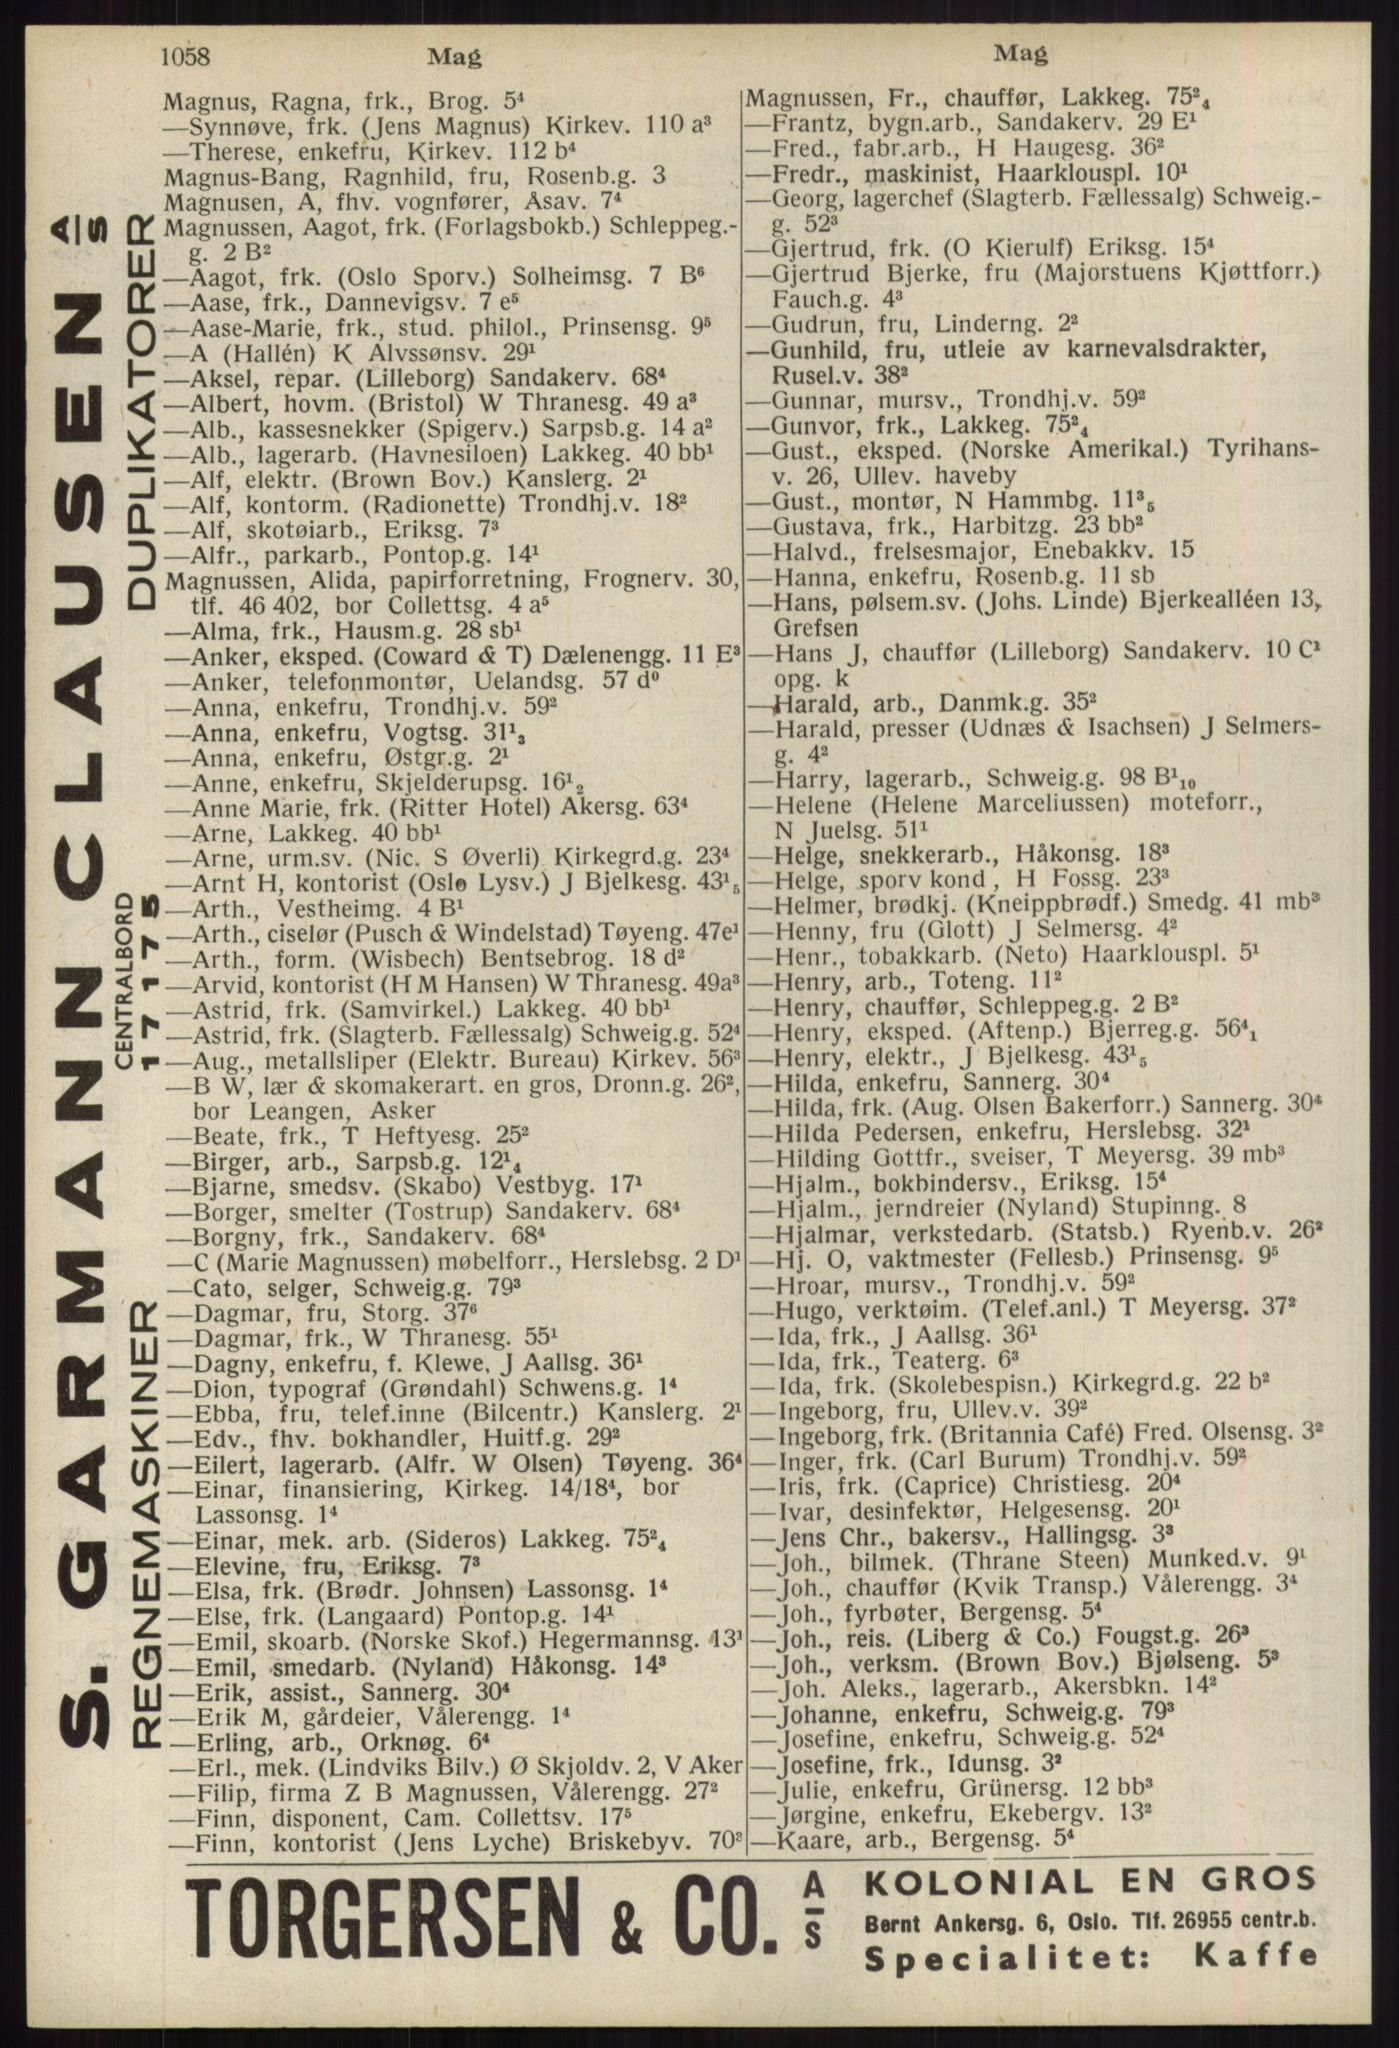 1058 Mag
Magnus, Ragna, frk., Brog. 5⁴
—Synnøve, frk. (Jens Magnus) Kirkev. 110 a³
—Therese, enkefru, Kirkev. 112 b⁴
Magnus-Bang, Ragnhild, fru, Rosenb.g. 3
Magnusen, A, fhv. vognfører, Åsav. 7⁴
Magnussen, Aagot, frk. (Forlagsbokb.) Schleppeg.-
g. 2 B²
—Aagot, frk. (Oslo Sporv.) Solheimsg. 7 B⁶
—Aase, frk., Dannevigsv. 7 e⁵
—Aase-Marie, frk., stud. philol., Prinsensg. 9⁵
—A (Hallén) K Alvssønsv. 29¹
—Aksel, repar. (Lilleborg) Sandakerv. 68⁴
—Albert, hovm. (Bristol) W Thranesg. 49 a³
—Alb., kassesnekker (Spigerv.) Sarpsb.g. 14 a²
—Alb., lagerarb. (Havnesiloen) Lakkeg. 40 bb¹
—Alf, elektr. (Brown Bov.) Kanslerg. 2¹
—Alf, kontorm. (Radionette) Trondhj.v. 18²
—Alf, skotøiarb., Eriksg. 7³
—Alfr., parkarb., Pontop.g. 14¹
Magnussen, Alida, papirforretning, Frognerv. 30,
tlf. 46 402, bor Collettsg. 4 a⁵
—Alma, frk., Hausm.g. 28 sb¹
—Anker, eksped. (Coward & T) Dælenengg. 11 E³
—Anker, telefonmontør, Uelandsg. 57 d⁰
—Anna, enkefru, Trondhj.v. 59²
—Anna, enkefru, Vogtsg. 31¹₃
—Anna, enkefru, Østgr.g. 2¹
—Anne, enkefru, Skjelderupsg. 16¹₂
—Anne Marie, frk. (Ritter Hotel) Akersg. 63⁴
—Arne, Lakkeg. 40 bb¹
—Arne, urm.sv. (Nic. S Øverli) Kirkegrd.g. 23⁴
—Arnt H, kontorist (Oslo Lysv.) J Bjelkesg. 43¹₅
—Arth., Vestheimg. 4 B¹
—Arth., ciselør (Pusch & Windelstad) Tøyeng. 47e¹
—Arth., form. (Wisbech) Bentsebrog. 18 d²
—Arvid, kontorist (H M Hansen) W Thranesg. 49a³
—Astrid, frk. (Samvirkel.) Lakkeg. 40 bb¹
—Astrid, frk. (Slagterb. Fællessalg) Schweig.g. 52⁴
—Aug., metallsliper (Elektr. Bureau) Kirkev. 56³
—B W, lær & skomakerart. en gros, Dronn.g. 26²,
bor Leangen, Asker
—Beate, frk., T Heftyesg. 25²
—Birger, arb., Sarpsb.g. 12¹₄
—Bjarne, smedsv. (Skabo) Vestbyg. 17¹
—Borger, smelter (Tostrup) Sandakerv. 68⁴
—Borgny, frk., Sandakerv. 68⁴
—C (Marie Magnussen) møbelforr., Herslebsg. 2 D¹
—Cato, selger, Schweig.g. 79³
—Dagmar, fru, Storg. 37⁶
—Dagmar, frk., W Thranesg. 55¹
—Dagny, enkefru, f. Klewe, J Aallsg. 36¹
—Dion, typograf (Grøndahl) Schwens.g. 1⁴
—Ebba, fru, telef.inne (Bilcentr.) Kanslerg. 2¹
—Edv., fhv. bokhandler, Huitf.g. 29²
—Eilert, lagerarb. (Alfr. W Olsen) Tøyeng. 36⁴
—Einar, finansiering, Kirkeg. 14/18⁴, bor
Lassonsg. 1⁴
—Einar, mek. arb. (Sideros) Lakkeg. 75²₄
—Elevine, fru, Eriksg. 7³
—Elsa, frk. (Brødr. Johnsen) Lassonsg. 1⁴
—Else, frk. (Langaard) Pontop.g. 14¹
—Emil, skoarb. (Norske Skof.) Hegermannsg. 13¹
—Emil, smedarb. (Nyland) Håkonsg. 14³
—Erik, assist., Sannerg. 30⁴
—Erik M, gårdeier, Vålerengg. 1⁴
—Erling, arb., Orknøg. 6⁴
—Erl., mek. (Lindviks Bilv.) Ø Skjoldv. 2, V Aker
—Filip, firma Z B Magnussen, Vålerengg. 27²
—Finn, disponent, Cam. Collettsv. 17⁵
—Finn, kontorist (Jens Lyche) Briskebyv. 70²
Mag
Magnussen, Fr., chauffør, Lakkeg. 75²₄
—Frantz, bygn.arb., Sandakerv. 29 E¹
—Fred., fabr.arb., H Haugesg. 36²
—Fredr., maskinist, Haarklouspl. 10¹
—Georg, lagerchef (Slagterb. Fællessalg) Schweig.-
g. 52³
—Gjertrud, frk. (O Kierulf) Eriksg. 15⁴
—Gjertrud Bjerke, fru (Majorstuens Kjøttforr.)
Fauch.g. 4³
—Gudrun, fru, Linderng. 2²
—Gunhild, fru, utleie av karnevalsdrakter,
Rusel.v. 38²
—Gunnar, mursv., Trondhj.v. 59²
—Gunvor, frk., Lakkeg. 75²₄
—Gust., eksped. (Norske Amerikal.) Tyrihans-
v. 26, Ullev. haveby
—Gust., montør, N Hammbg. 11³₅
—Gustava, frk., Harbitzg. 23 bb²
—Halvd., frelsesmajor, Enebakkv. 15
—Hanna, enkefru, Rosenb.g. 11 sb
—Hans, pølsem.sv. (Johs. Linde) Bjerkealléen 13,
Grefsen
—Hans J, chauffør (Lilleborg) Sandakerv. 10 C¹
opg. k
—Harald, arb., Danmk.g. 35²
—Harald, presser (Udnæs & Isachsen) J Selmers-
g. 4²
—Harry, lagerarb., Schweig.g. 98 B¹₁₀
—Helene (Helene Marceliussen) moteforr.,
N Juelsg. 51¹
—Helge, snekkerarb., Håkonsg. 18³
—Helge, sporv kond, H Fossg. 23³
—Helmer, brødkj. (Kneippbrødf.) Smedg. 41 mb³
—Henny, fru (Glott) J Selmersg. 4²
—Henr., tobakkarb. (Neto) Haarklouspl. 5¹
—Henry, arb., Toteng. 11²
—Henry, chauffør, Schleppeg.g. 2 B²
—Henry, eksped. (Aftenp.) Bjerreg.g. 56⁴₁
—Henry, elektr., J Bjelkesg. 43¹₅
—Hilda, enkefru, Sannerg. 30⁴
—Hilda, frk. (Aug. Olsen Bakerforr.) Sannerg. 30⁴
—Hilda Pedersen, enkefru, Herslebsg. 32¹
—Hilding Gottfr., sveiser, T Meyersg. 39 mb³
—Hjalm., bokbindersv., Eriksg. 15⁴
—Hjalm., jerndreier (Nyland) Stupinng. 8
—Hjalmar, verkstedarb. (Statsb.) Ryenb.v. 26²
—Hj. O, vaktmester (Fellesb.) Prinsensg. 9⁵
—Hroar, mursv., Trondhj.v. 59²
—Hugo, verktøim. (Telef.anl.) T Meyersg. 37²
—Ida, frk., J Aallsg. 36¹
—Ida, frk., Teaterg. 6³
—Ida, frk. (Skolebespisn.) Kirkegrd.g. 22 b²
—Ingeborg, fru, Ullev.v. 39²
—Ingeborg, frk. (Britannia Café) Fred. Olsensg. 3²
—Inger, frk. (Carl Burum) Trondhj.v. 59²
—Iris, frk. (Caprice) Christiesg. 20⁴
—Ivar, desinfektør, Helgesensg. 20¹
—Jens Chr., bakersv., Hallingsg. 3³
—Joh., bilmek. (Thrane Steen) Munked.v. 9¹
—Joh., chauffør (Kvik Transp.) Vålerengg. 3⁴
—Joh., fyrbøter, Bergensg. 5⁴
—Joh., reis. (Liberg & Co.) Fougst.g. 26³
—Joh., verksm. (Brown Bov.) Bjølseng. 5³
—Joh. Aleks., lagerarb., Akersbkn. 14²
—Johanne, enkefru, Schweig.g. 79³
—Josefine, enkefru, Schweig.g. 52⁴
—Josefine, frk., Idunsg. 3²
—Julie, enkefru, Grünersg. 12 bb³
—Jørgine, enkefru, Ekebergv. 13²
—Kaare, arb., Bergensg. 5⁴
S. GARMANN CLAUSEN A/S
REGNEMASKINER CENTRALBORD 17175 DUPLIKATORER
TORGERSEN & CO. A/S
KOLONIAL EN GROS
Bernt Ankersg. 6, Oslo. Tlf. 26955 centr.b.
Specialitet: Kaffe